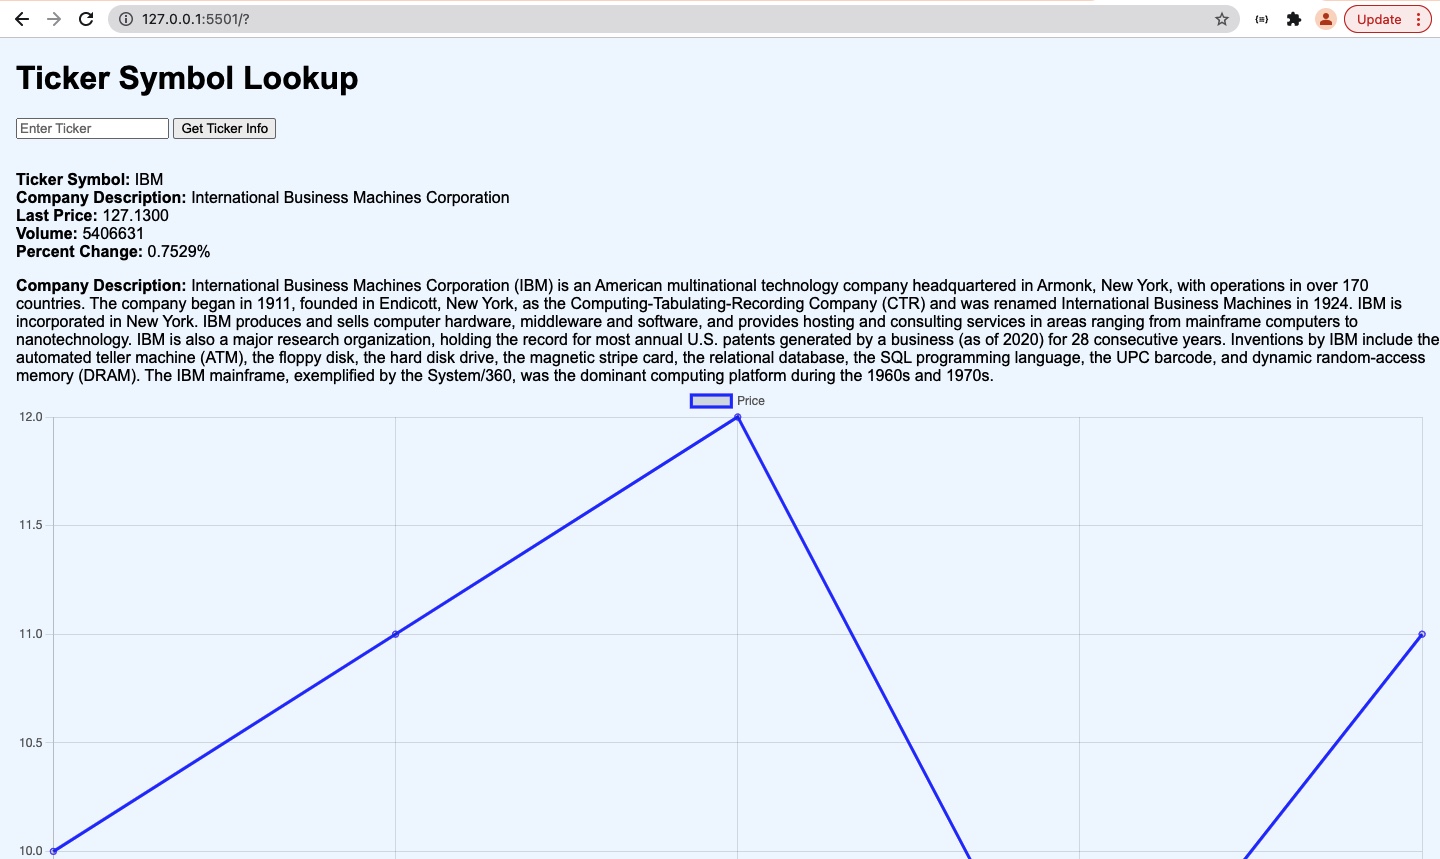 127.0.0.1:5501/?
Update
Ticker Symbol Lookup
Enter Ticker Get Ticker Info
Ticker Symbol: IBM
Company Description: International Business Machines Corporation
Last Price: 127.1300
Volume: 5406631
Percent Change: 0.7529%
Company Description: International Business Machines Corporation (IBM) is an American multinational technology company headquartered in Armonk, New York, with operations in over 170
countries. The company began in 1911, founded in Endicott, New York, as the Computing-Tabulating-Recording Company (CTR) and was renamed International Business Machines in 1924. IBM is
incorporated in New York. IBM produces and sells computer hardware, middleware and software, and provides hosting and consulting services in areas ranging from mainframe computers to
nanotechnology. IBM is also a major research organization, holding the record for most annual U.S. patents generated by a business (as of 2020) for 28 consecutive years. Inventions by IBM include the
automated teller machine (ATM), the floppy disk, the hard disk drive, the magnetic stripe card, the relational database, the SQL programming language, the UPC barcode, and dynamic random-access
memory (DRAM). The IBM mainframe, exemplified by the System/360, was the dominant computing platform during the 1960s and 1970s.
Price
12.0
11.5
11.0
10.5
10.0